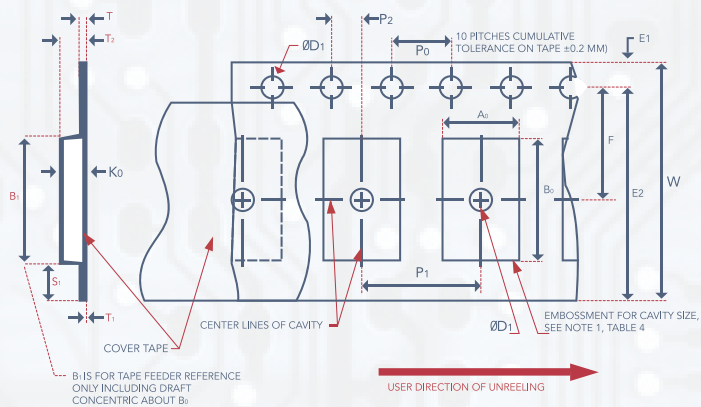 T
T₂
ØD₁
P₂
P₀
10 PITCHES CUMULATIVE
TOLERANCE ON TAPE ±0.2 MM)
E1
A₀
F
K₀
B₁
B₀
E2
W
S₁
P₁
T₁
CENTER LINES OF CAVITY
ØD₁
EMBOSSMENT FOR CAVITY SIZE,
SEE NOTE 1, TABLE 4
COVER TAPE
B₁ IS FOR TAPE FEEDER REFERENCE
ONLY INCLUDING DRAFT
CONCENTRIC ABOUT B₀
USER DIRECTION OF UNREELING